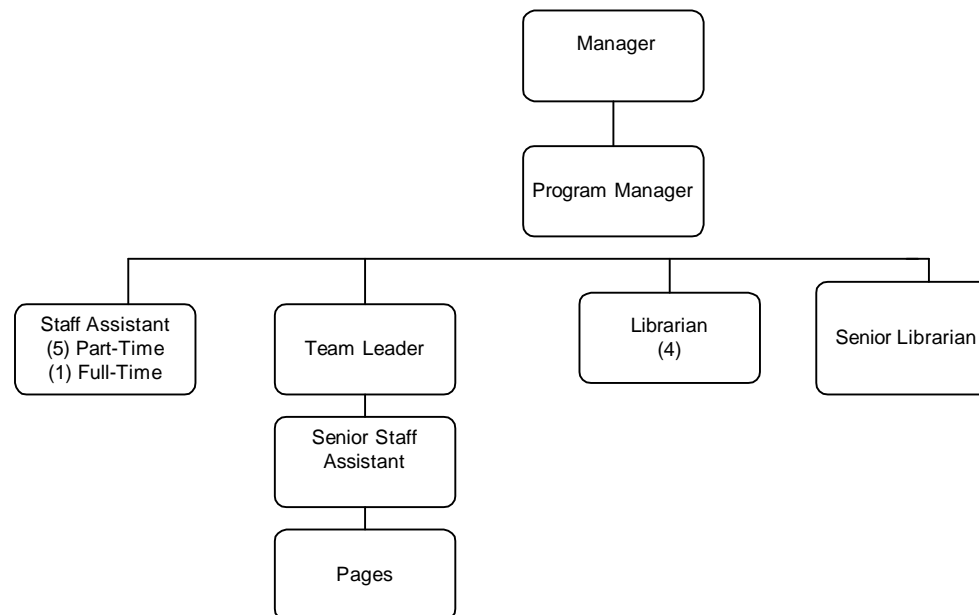 Manager
Program Manager
Staff Assistant
(5) Part-Time
(1) Full-Time
Team Leader
Librarian
(4)
Senior Librarian
Senior Staff
Assistant
Pages